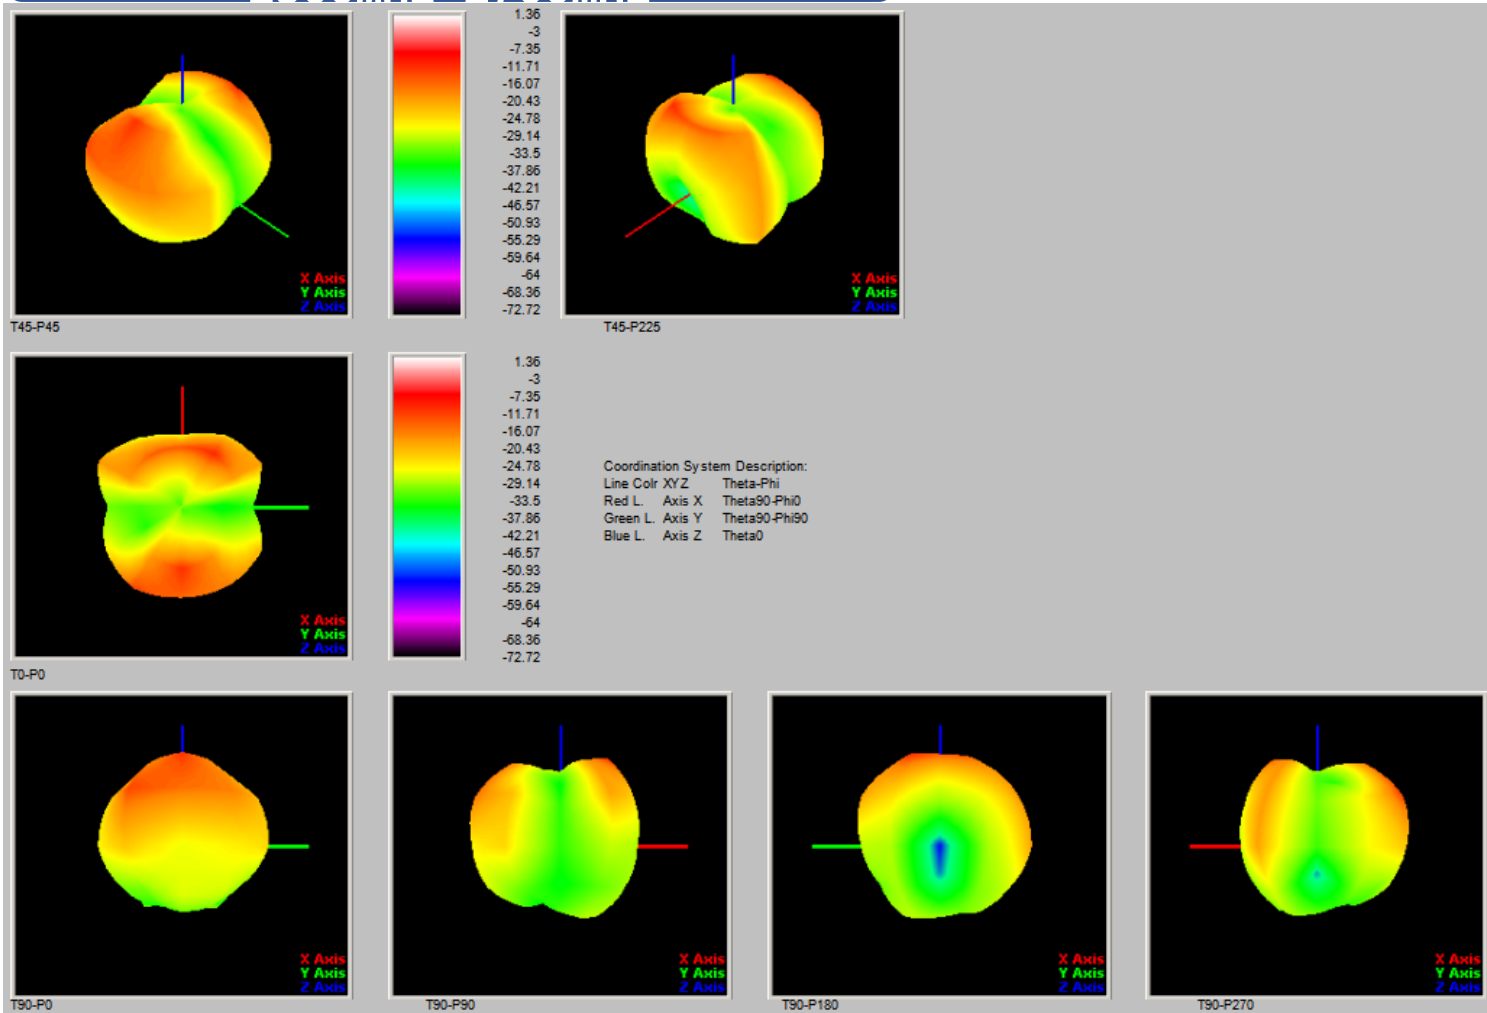 1.36
-3
-7.35
-11.71
-16.07
-20.43
-24.78
-29.14
-33.5
-37.86
-42.21
-46.57
-50.93
-55.29
-59.64
-64
-68.36
-72.72
X Axis
Y Axis
Z Axis
X Axis
Y Axis
Z Axis
T45-P45
T45-P225
1.36
-3
-7.35
-11.71
-16.07
-20.43
-24.78
-29.14
-33.5
-37.86
-42.21
-46.57
-50.93
-55.29
-59.64
-64
-68.36
-72.72
Coordination System Description:
Line Colr XYZ Theta-Phi
Red L. Axis X Theta90-Phi0
Green L. Axis Y Theta90-Phi90
Blue L. Axis Z Theta0
X Axis
Y Axis
Z Axis
T0-P0
X Axis
Y Axis
Z Axis
X Axis
Y Axis
Z Axis
X Axis
Y Axis
Z Axis
X Axis
Y Axis
Z Axis
T90-P0
T90-P90
T90-P180
T90-P270